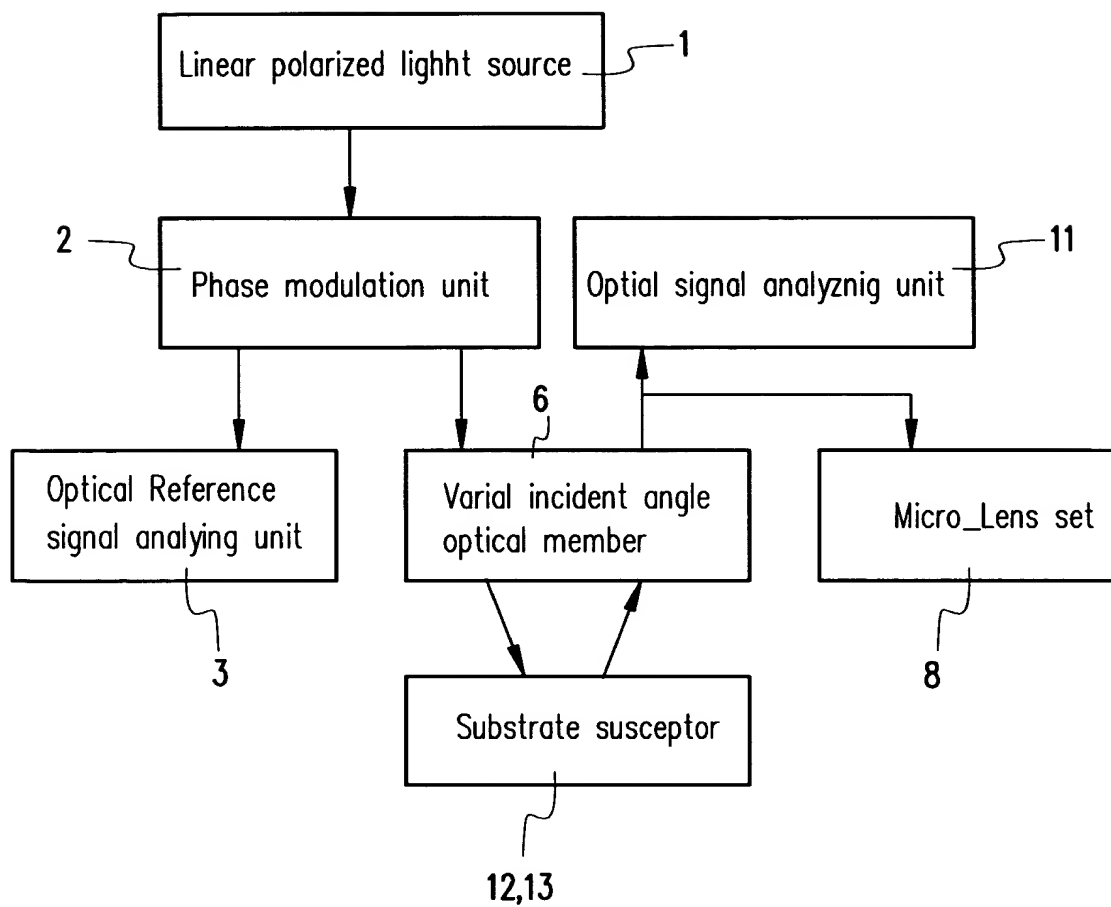 Linear polarized lighht source
1
2
Phase modulation unit
Optial signal analyznig unit
11
6
Optical Reference
signal analying unit
3
Varial incident angle
optical member
Micro_Lens set
8
Substrate susceptor
12,13